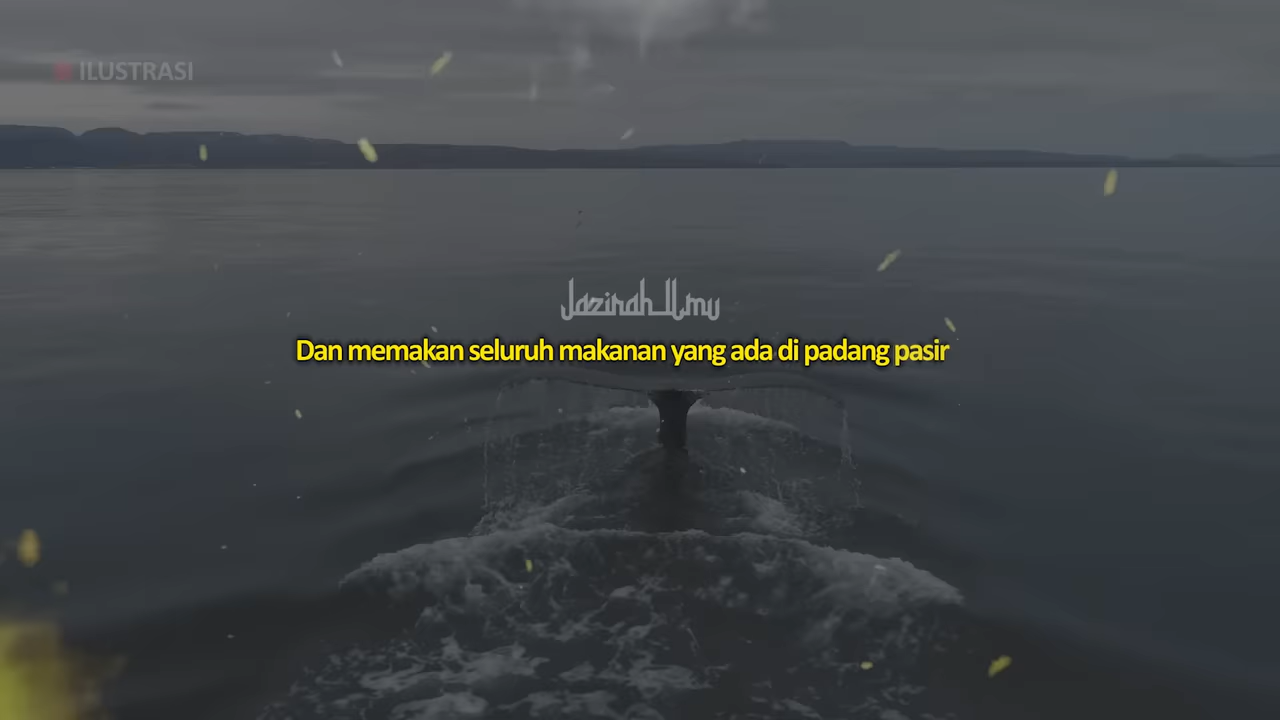 ILUSTRASI
Jazirah Ilmu
Dan memakan seluruh makanan yang ada di padang pasir